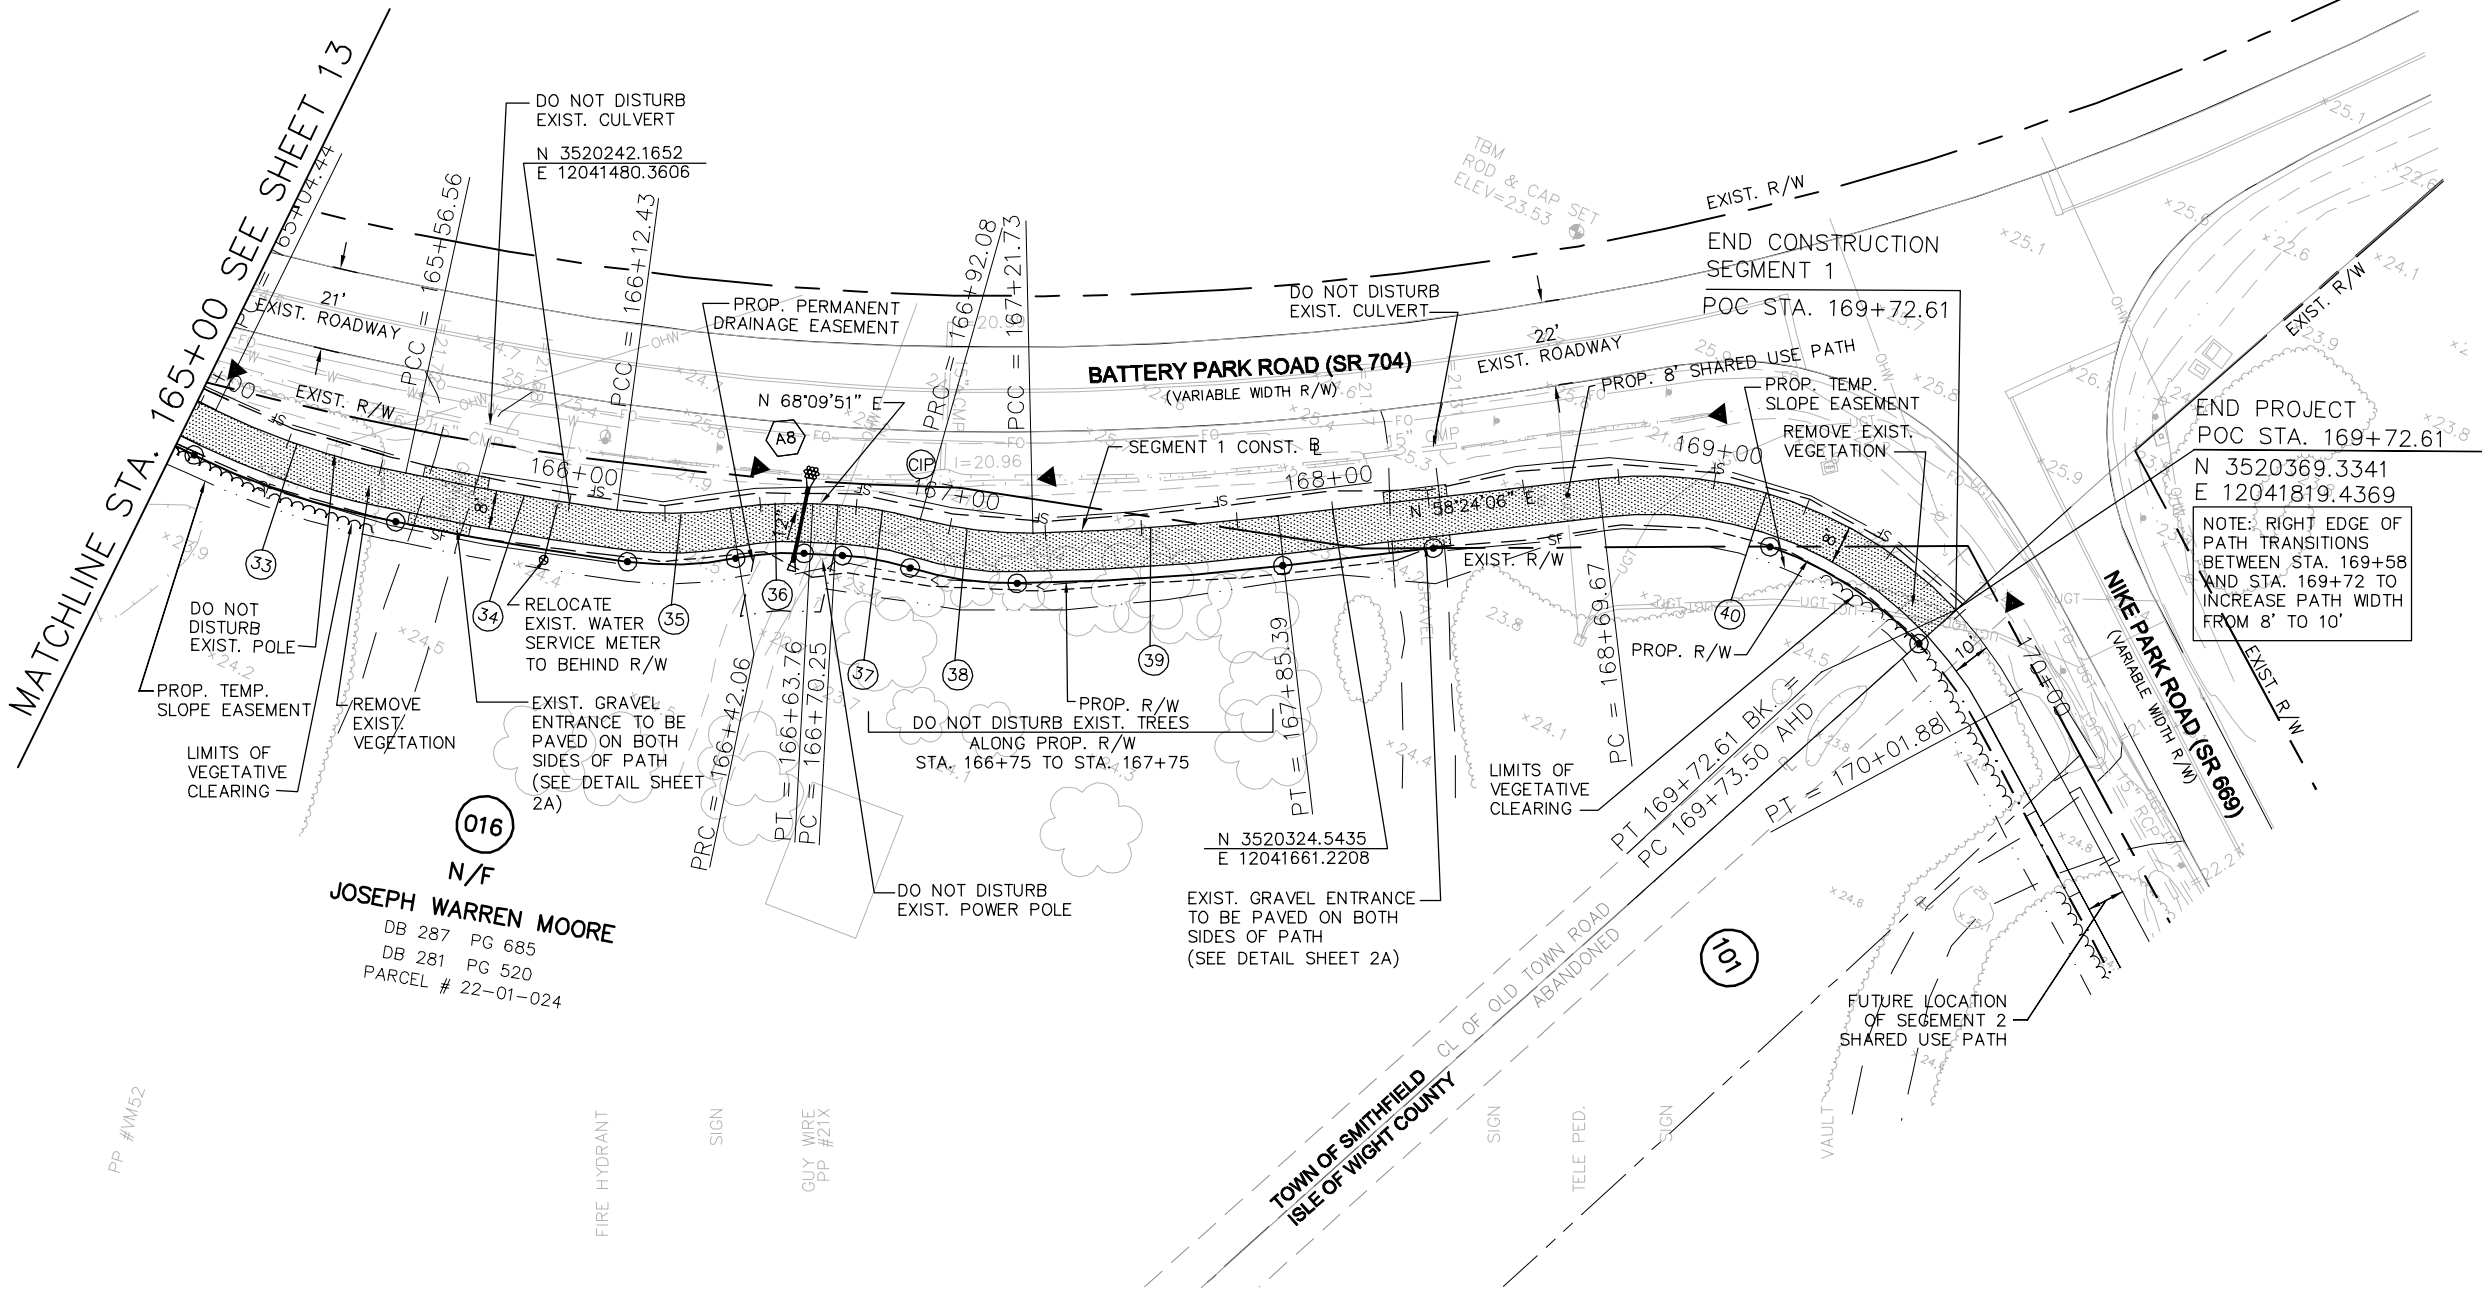 MATCHLINE STA. 165+00 SEE SHEET 13
165+04.44
PCC = 165+56.56
DO NOT DISTURB
EXIST. CULVERT
N 3520242.1652
E 12041480.3606
PCC = 166+12.43
21'
EXIST. ROADWAY
EXIST. R/W
PROP. PERMANENT
DRAINAGE EASEMENT
N 68°09'51" E
A8
CIP
PRC = 166+92.08
PCC = 167+21.73
BATTERY PARK ROAD (SR 704)
(VARIABLE WIDTH R/W)
SEGMENT 1 CONST. BL
TBM
ROD & CAP SET
ELEV=23.53
DO NOT DISTURB
EXIST. CULVERT
22'
EXIST. ROADWAY
PROP. 8' SHARED USE PATH
EXIST. R/W
END CONSTRUCTION
SEGMENT 1
POC STA. 169+72.61
PROP. TEMP.
SLOPE EASEMENT
REMOVE EXIST.
VEGETATION
EXIST. R/W
END PROJECT
POC STA. 169+72.61
N 3520369.3341
E 12041819.4369
NOTE: RIGHT EDGE OF
PATH TRANSITIONS
BETWEEN STA. 169+58
AND STA. 169+72 TO
INCREASE PATH WIDTH
FROM 8' TO 10'
166+00
167+00
168+00
169+00
170+00
N 58°24'06" E
EXIST. R/W
8'
12'
8'
10'
33
34
35
36
37
38
39
40
DO NOT
DISTURB
EXIST. POLE
PROP. TEMP.
SLOPE EASEMENT
LIMITS OF
VEGETATIVE
CLEARING
REMOVE
EXIST.
VEGETATION
RELOCATE
EXIST. WATER
SERVICE METER
TO BEHIND R/W
EXIST. GRAVEL
ENTRANCE TO BE
PAVED ON BOTH
SIDES OF PATH
(SEE DETAIL SHEET
2A)
PRC = 166+42.06
PT = 166+63.76
PC = 166+70.25
PROP. R/W
DO NOT DISTURB EXIST. TREES
ALONG PROP. R/W
STA. 166+75 TO STA. 167+75
DO NOT DISTURB
EXIST. POWER POLE
PT = 167+85.39
N 3520324.5435
E 12041661.2208
EXIST. GRAVEL ENTRANCE
TO BE PAVED ON BOTH
SIDES OF PATH
(SEE DETAIL SHEET 2A)
GRAVEL
PC = 168+69.67
PROP. R/W
LIMITS OF
VEGETATIVE
CLEARING
PT 169+72.61 BK =
PC 169+73.50 AHD
PT = 170+01.88
NIKE PARK ROAD (SR 669)
(VARIABLE WIDTH R/W)
EXIST. R/W
016
N/F
JOSEPH WARREN MOORE
DB 287 PG 685
DB 281 PG 520
PARCEL # 22-01-024
101
FUTURE LOCATION
OF SEGEMENT 2
SHARED USE PATH
CL OF OLD TOWN ROAD
ABANDONED
TOWN OF SMITHFIELD
ISLE OF WIGHT COUNTY
PP #VM52
FIRE HYDRANT
SIGN
GUY WIRE
PP #21X
SIGN
TELE PED.
SIGN
VAULT